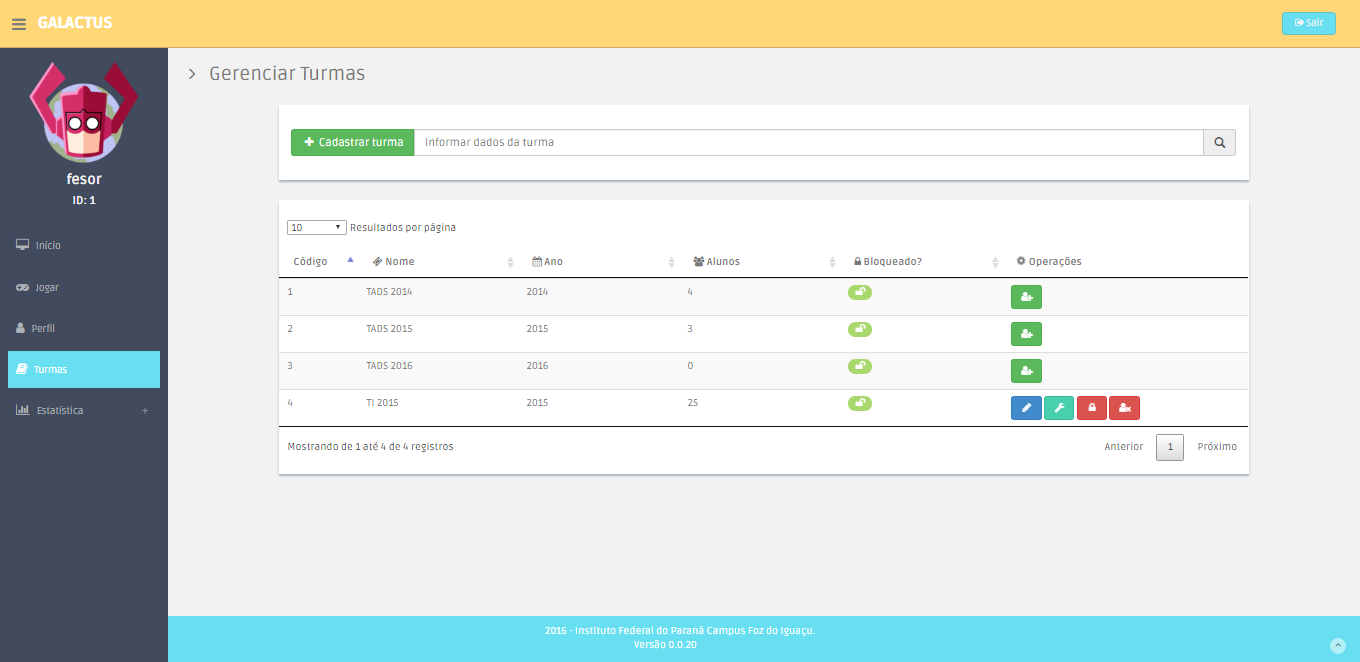 GALACTUS
Sair
fesor
ID: 1
Início
Jogar
Perfil
Turmas
Estatística +
Gerenciar Turmas
Cadastrar turma Informar dados da turma
10 Resultados por página
Código Nome Ano Alunos Bloqueado? Operações
1 TADS 2014 2014 4
2 TADS 2015 2015 3
3 TADS 2016 2016 0
4 TI 2015 2015 25
Mostrando de 1 até 4 de 4 registros Anterior 1 Próximo
2016 - Instituto Federal do Paraná Campus Foz do Iguaçu.
Versão 0.0.20